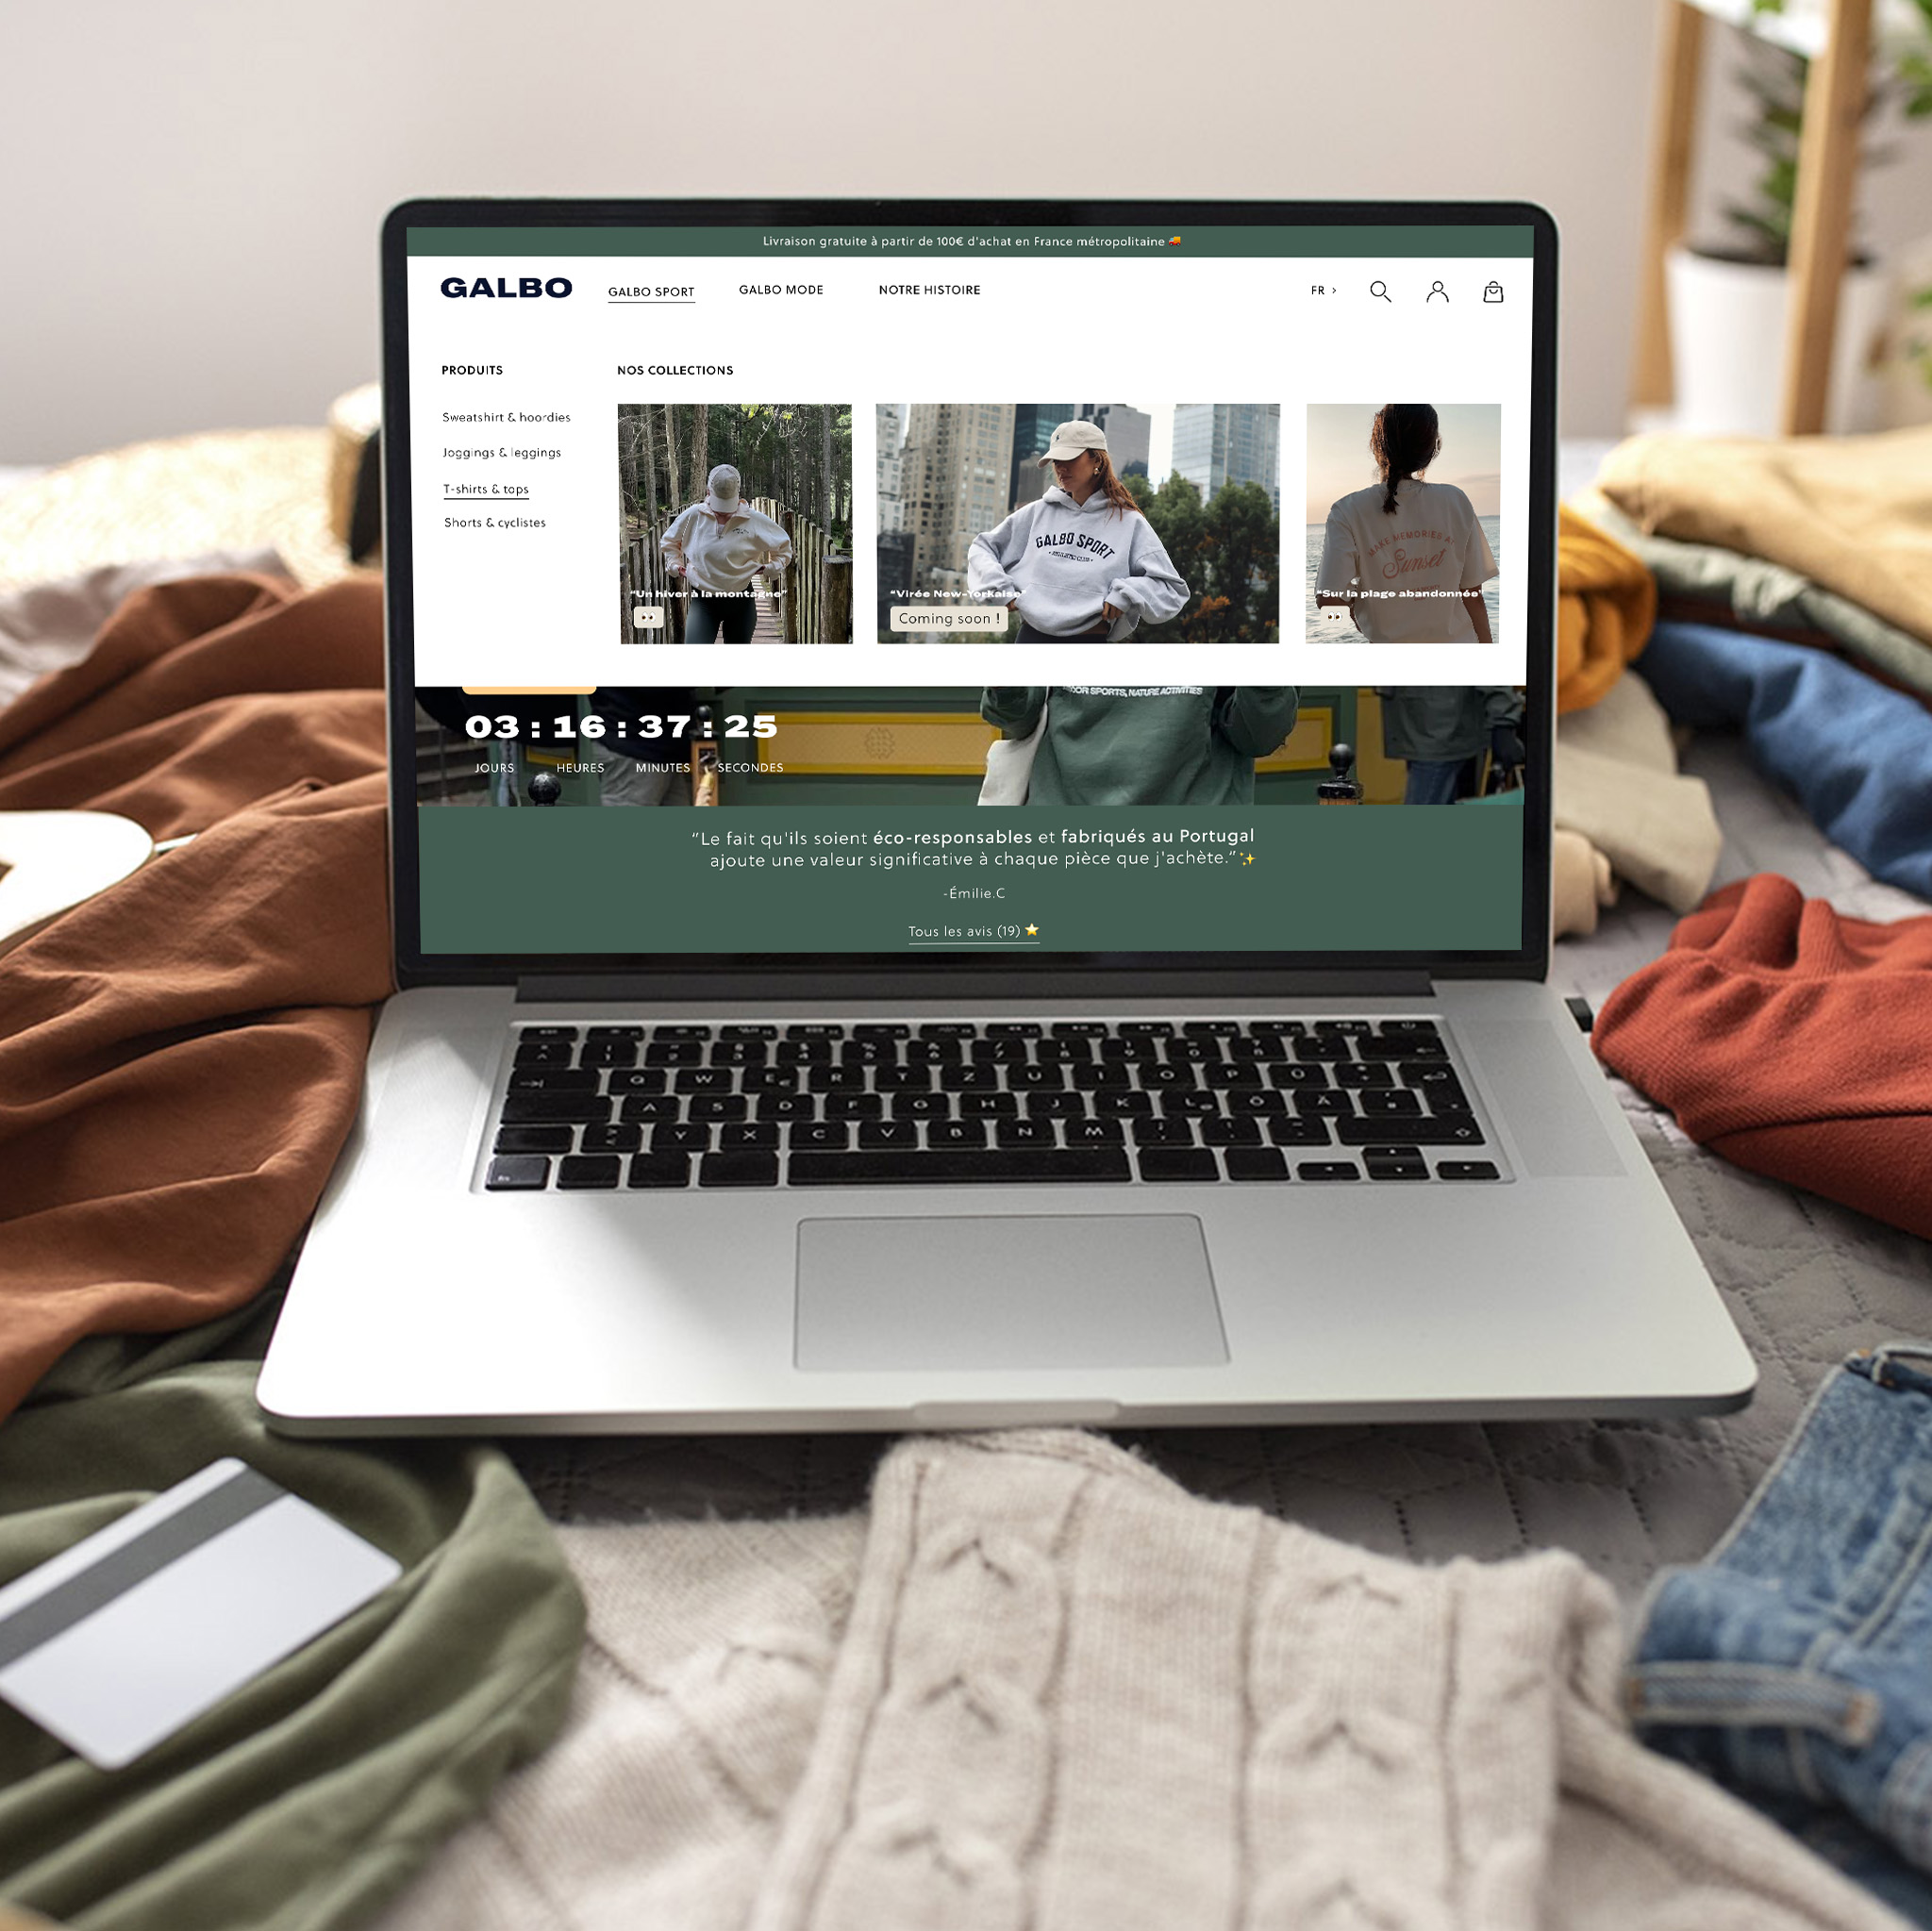 Livraison gratuite à partir de 100€ d'achat en France métropolitaine 🚚
GALBO
GALBO SPORT
GALBO MODE
NOTRE HISTOIRE
FR >
PRODUITS
Sweatshirt & hoordies
Joggings & leggings
T-shirts & tops
Shorts & cyclistes
NOS COLLECTIONS
"Un hiver à la montagne"
👀
GALBO SPORT
"Virée New-Yorkaise"
Coming soon !
MAKE MEMORIES AT
Sunset
"Sur la plage abandonnée"
👀
OOR SPORTS, NATURE ACTIVITIES
03 : 16 : 37 : 25
JOURS HEURES MINUTES SECONDES
"Le fait qu'ils soient éco-responsables et fabriqués au Portugal
ajoute une valeur significative à chaque pièce que j'achète."✨
-Émilie.C
Tous les avis (19) ⭐
Q W E R T Z U I O P Ü
A S D F G H J K L Ö Ä
Y X C V B N M